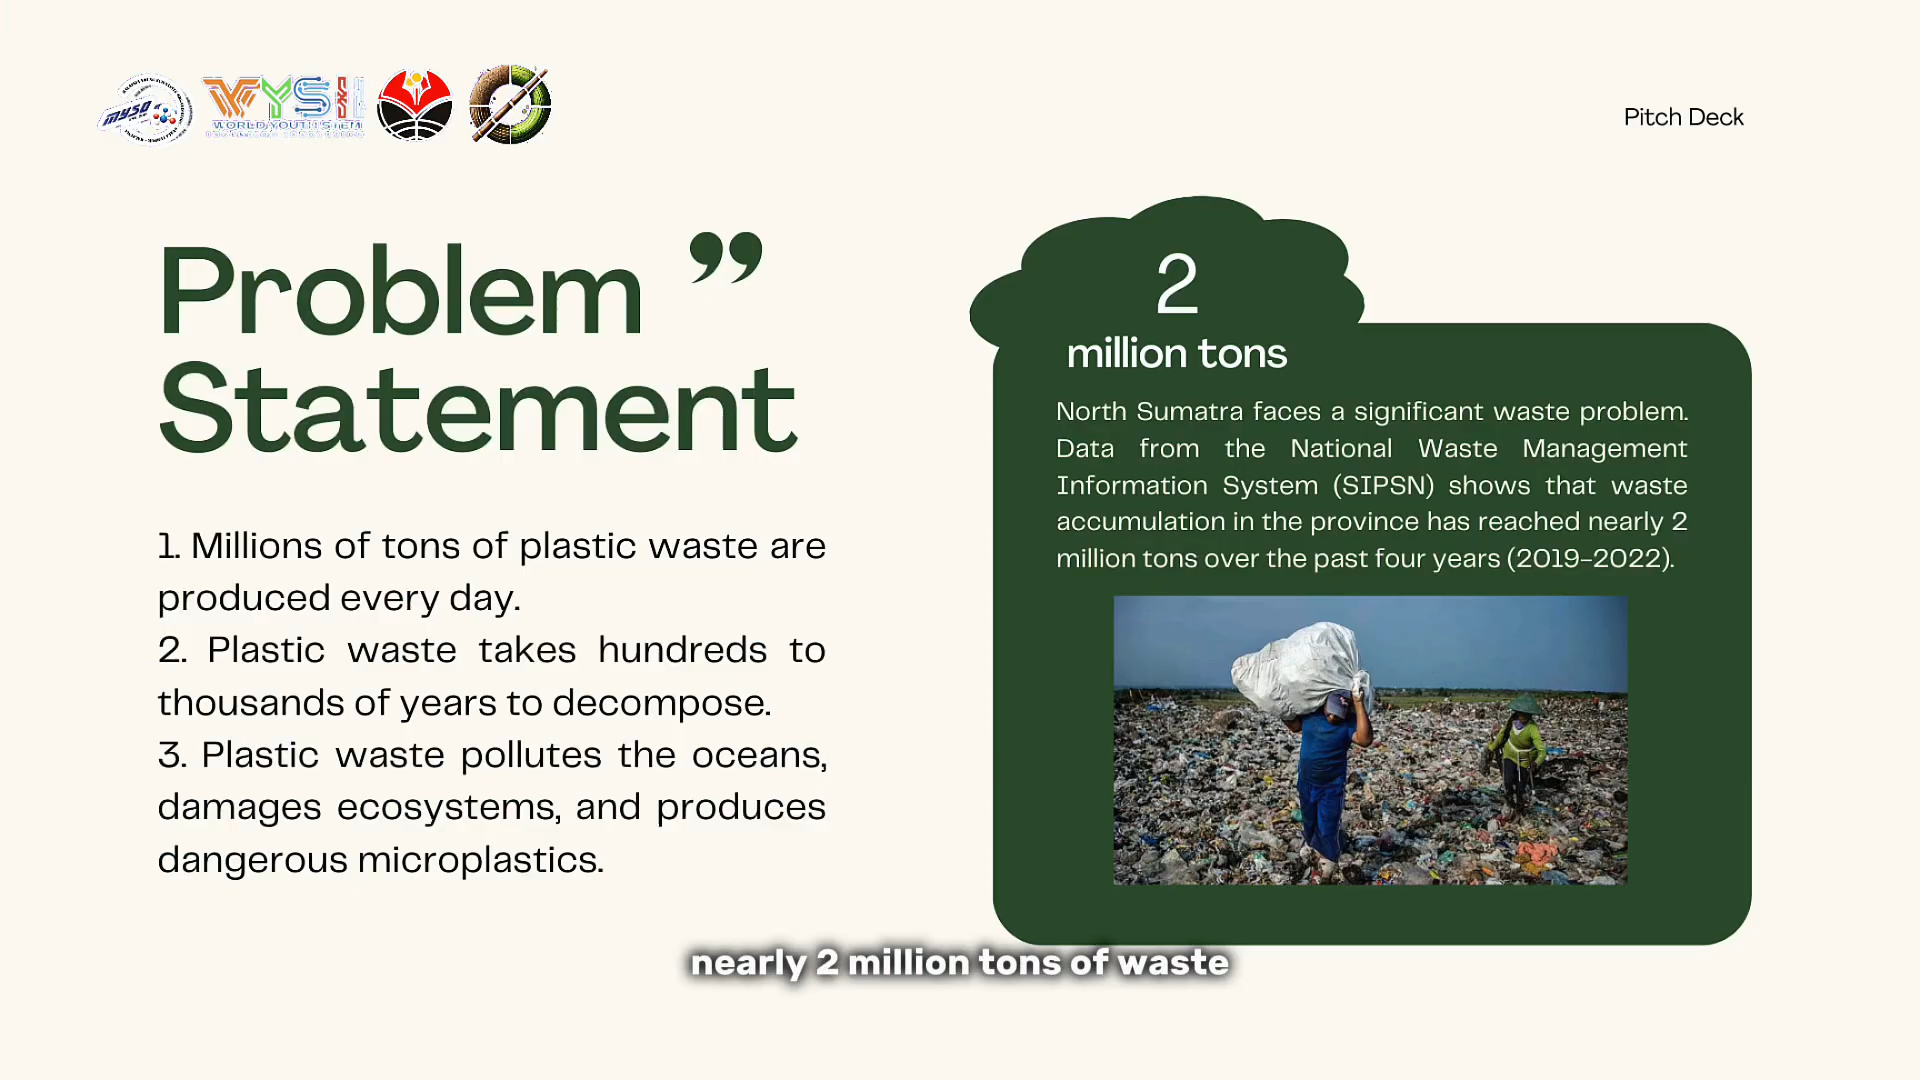 MYSO
WYSII
WORLD YOUTH STEM
Pitch Deck
Problem ”
Statement
1. Millions of tons of plastic waste are
produced every day.
2. Plastic waste takes hundreds to
thousands of years to decompose.
3. Plastic waste pollutes the oceans,
damages ecosystems, and produces
dangerous microplastics.
2
million tons
North Sumatra faces a significant waste problem.
Data from the National Waste Management
Information System (SIPSN) shows that waste
accumulation in the province has reached nearly 2
million tons over the past four years (2019–2022).
nearly 2 million tons of waste